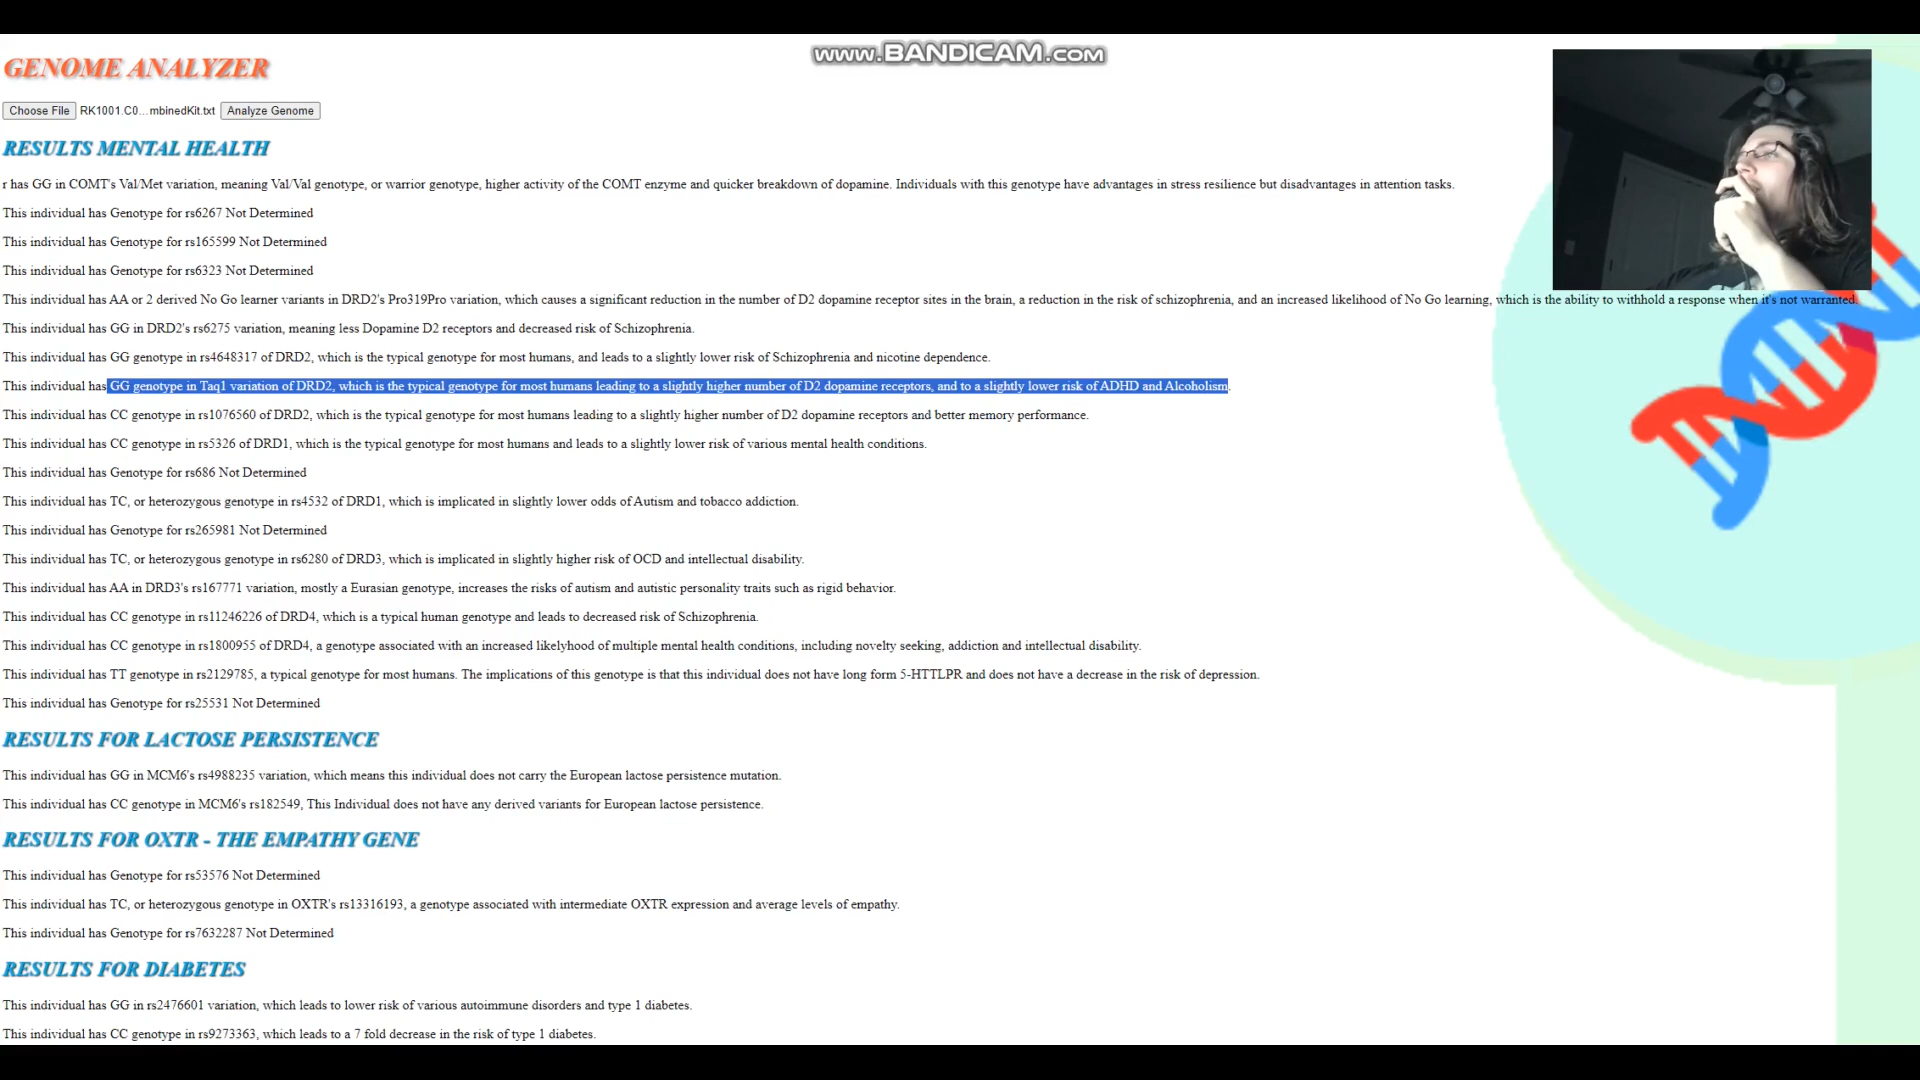 www.BANDICAM.com
GENOME ANALYZER
Choose File RK1001.C0...mbinedKit.txt Analyze Genome
RESULTS MENTAL HEALTH
r has GG in COMT's Val/Met variation, meaning Val/Val genotype, or warrior genotype, higher activity of the COMT enzyme and quicker breakdown of dopamine. Individuals with this genotype have advantages in stress resilience but disadvantages in attention tasks.
This individual has Genotype for rs6267 Not Determined
This individual has Genotype for rs165599 Not Determined
This individual has Genotype for rs6323 Not Determined
This individual has AA or 2 derived No Go learner variants in DRD2's Pro319Pro variation, which causes a significant reduction in the number of D2 dopamine receptor sites in the brain, a reduction in the risk of schizophrenia, and an increased likelihood of No Go learning, which is the ability to withhold a response when it's not warranted.
This individual has GG in DRD2's rs6275 variation, meaning less Dopamine D2 receptors and decreased risk of Schizophrenia.
This individual has GG genotype in rs4648317 of DRD2, which is the typical genotype for most humans, and leads to a slightly lower risk of Schizophrenia and nicotine dependence.
This individual has GG genotype in Taq1 variation of DRD2, which is the typical genotype for most humans leading to a slightly higher number of D2 dopamine receptors, and to a slightly lower risk of ADHD and Alcoholism.
This individual has CC genotype in rs1076560 of DRD2, which is the typical genotype for most humans leading to a slightly higher number of D2 dopamine receptors and better memory performance.
This individual has CC genotype in rs5326 of DRD1, which is the typical genotype for most humans and leads to a slightly lower risk of various mental health conditions.
This individual has Genotype for rs686 Not Determined
This individual has TC, or heterozygous genotype in rs4532 of DRD1, which is implicated in slightly lower odds of Autism and tobacco addiction.
This individual has Genotype for rs265981 Not Determined
This individual has TC, or heterozygous genotype in rs6280 of DRD3, which is implicated in slightly higher risk of OCD and intellectual disability.
This individual has AA in DRD3's rs167771 variation, mostly a Eurasian genotype, increases the risks of autism and autistic personality traits such as rigid behavior.
This individual has CC genotype in rs11246226 of DRD4, which is a typical human genotype and leads to decreased risk of Schizophrenia.
This individual has CC genotype in rs1800955 of DRD4, a genotype associated with an increased likelyhood of multiple mental health conditions, including novelty seeking, addiction and intellectual disability.
This individual has TT genotype in rs2129785, a typical genotype for most humans. The implications of this genotype is that this individual does not have long form 5-HTTLPR and does not have a decrease in the risk of depression.
This individual has Genotype for rs25531 Not Determined
RESULTS FOR LACTOSE PERSISTENCE
This individual has GG in MCM6's rs4988235 variation, which means this individual does not carry the European lactose persistence mutation.
This individual has CC genotype in MCM6's rs182549, This Individual does not have any derived variants for European lactose persistence.
RESULTS FOR OXTR - THE EMPATHY GENE
This individual has Genotype for rs53576 Not Determined
This individual has TC, or heterozygous genotype in OXTR's rs13316193, a genotype associated with intermediate OXTR expression and average levels of empathy.
This individual has Genotype for rs7632287 Not Determined
RESULTS FOR DIABETES
This individual has GG in rs2476601 variation, which leads to lower risk of various autoimmune disorders and type 1 diabetes.
This individual has CC genotype in rs9273363, which leads to a 7 fold decrease in the risk of type 1 diabetes.